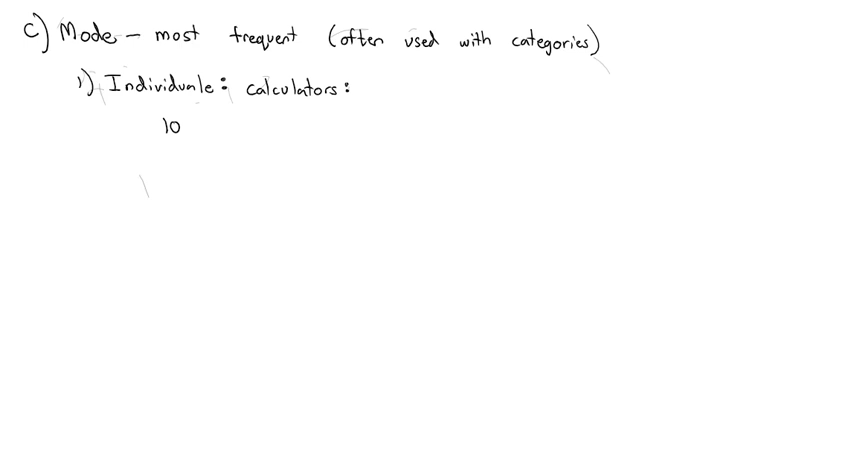 C) Mode - most frequent (often used with categories)
1) Individuale: calculators:
10